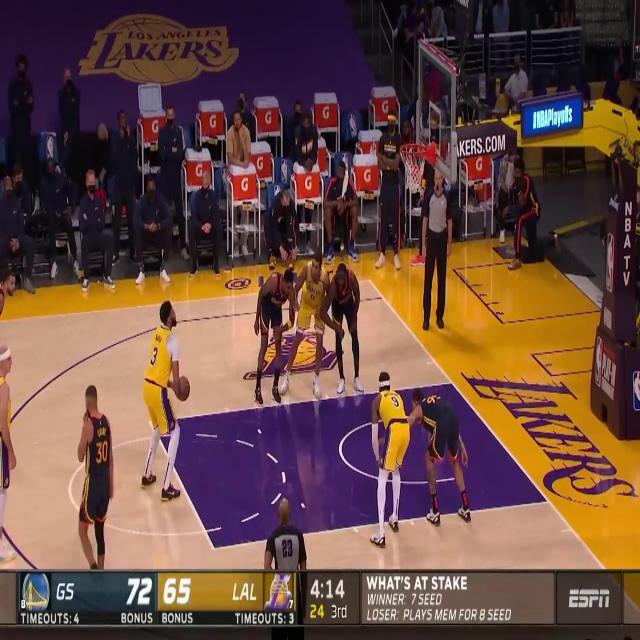 LOS ANGELES
LAKERS
G
G
G
G
G
G
G
G
G
G
#NBAPlayoffs
AKERS.COM
NBA TV
3
30
9
23
LAKERS
8 GS 72 65 LAL 7
TIMEOUTS: 4 BONUS BONUS TIMEOUTS: 3
4:14
24 3rd
WHAT'S AT STAKE
WINNER: 7 SEED
LOSER: PLAYS MEM FOR 8 SEED
ESPN